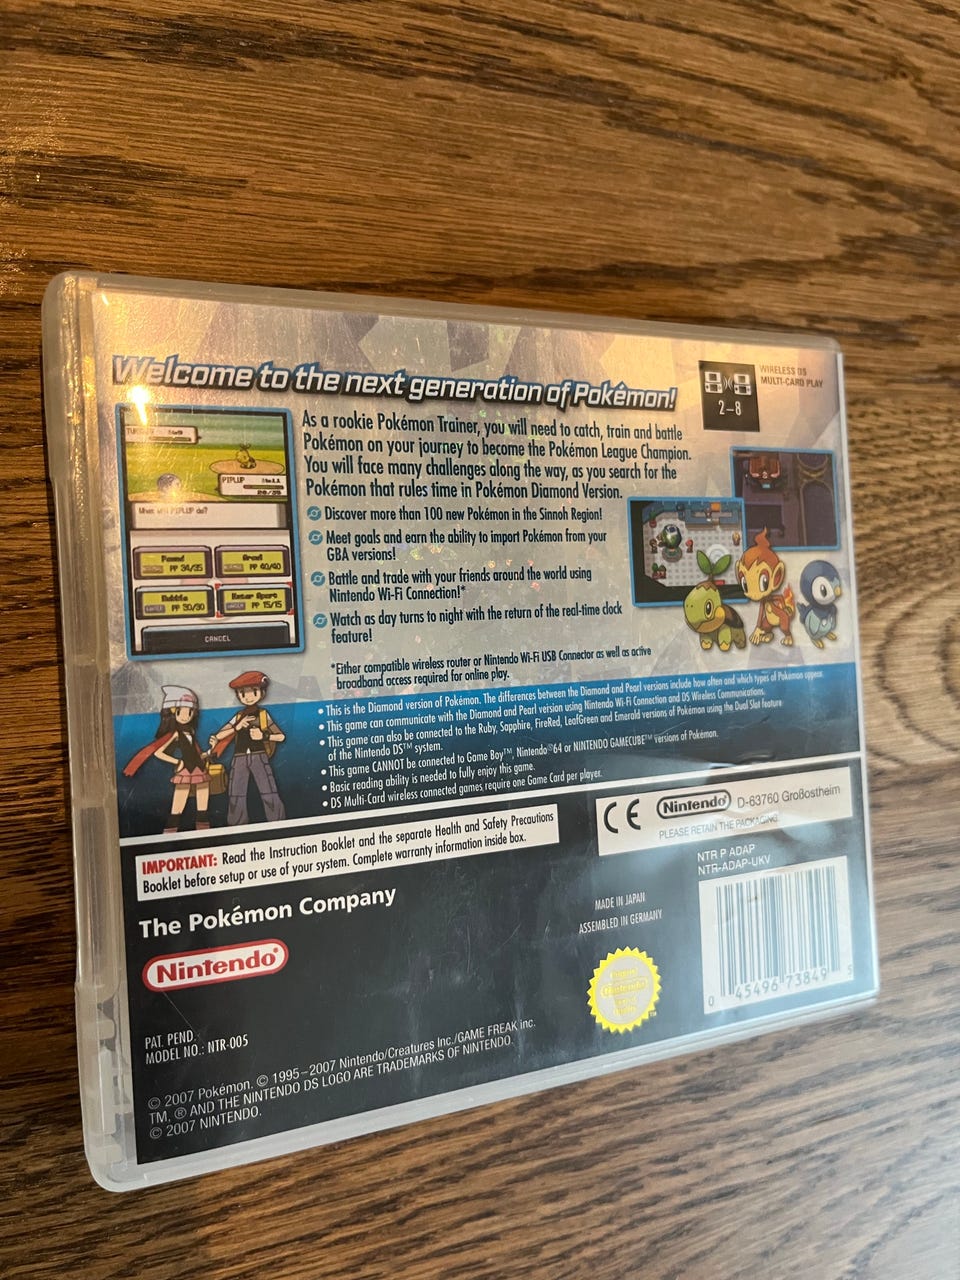 Welcome to the next generation of Pokémon!
2–8
WIRELESS DS
MULTI-CARD PLAY
As a rookie Pokémon Trainer, you will need to catch, train and battle
Pokémon on your journey to become the Pokémon League Champion.
You will face many challenges along the way, as you search for the
Pokémon that rules time in Pokémon Diamond Version.
Discover more than 100 new Pokémon in the Sinnoh Region!
Meet goals and earn the ability to import Pokémon from your
GBA versions!
Battle and trade with your friends around the world using
Nintendo Wi-Fi Connection!*
Watch as day turns to night with the return of the real-time clock
feature!
*Either compatible wireless router or Nintendo Wi-Fi USB Connector as well as active
broadband access required for online play.
PIPLUP
PP 34/35
PP 40/40
PP 30/30
PP 15/15
CANCEL
• This is the Diamond version of Pokémon. The differences between the Diamond and Pearl versions include how often and which types of Pokémon appear.
• This game can communicate with the Diamond and Pearl version using Nintendo Wi-Fi Connection and DS Wireless Communications.
• This game can also be connected to the Ruby, Sapphire, FireRed, LeafGreen and Emerald versions of Pokémon using the Dual Slot feature
of the Nintendo DS™ system.
• This game CANNOT be connected to Game Boy™, Nintendo®64 or NINTENDO GAMECUBE™ versions of Pokémon.
• Basic reading ability is needed to fully enjoy this game.
• DS Multi-Card wireless connected games require one Game Card per player.
IMPORTANT: Read the Instruction Booklet and the separate Health and Safety Precautions
Booklet before setup or use of your system. Complete warranty information inside box.
CE Nintendo® D-63760 Großostheim
PLEASE RETAIN THE PACKAGING.
NTR P ADAP
NTR-ADAP-UKV
The Pokémon Company
Nintendo®
MADE IN JAPAN
ASSEMBLED IN GERMANY
0 45496 73849 5
PAT. PEND.
MODEL NO.: NTR-005
© 2007 Pokémon. © 1995–2007 Nintendo/Creatures Inc./GAME FREAK inc.
TM, ® AND THE NINTENDO DS LOGO ARE TRADEMARKS OF NINTENDO.
© 2007 NINTENDO.